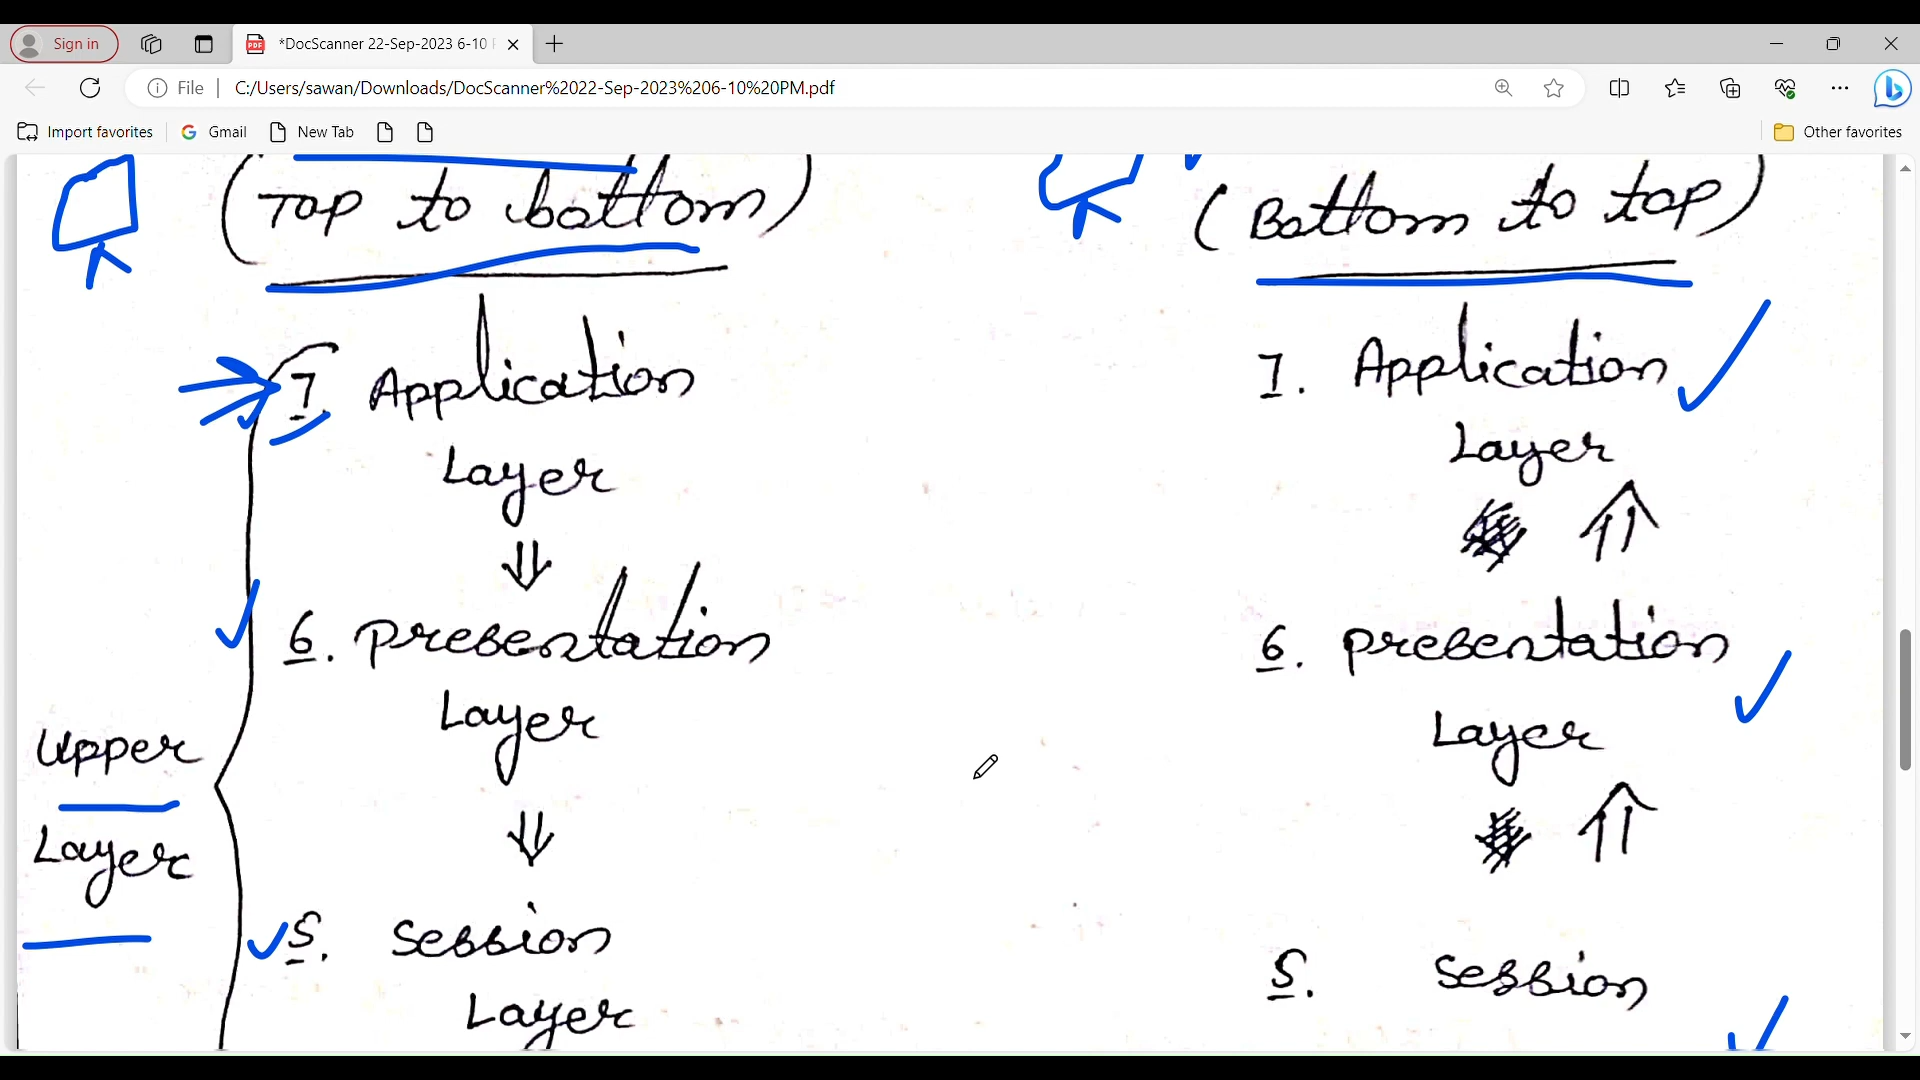 Sign in
*DocScanner 22-Sep-2023 6-10
File
C:/Users/sawan/Downloads/DocScanner%2022-Sep-2023%206-10%20PM.pdf
Import favorites
Gmail
New Tab
Other favorites
(Top to bottom)
7. Application
Layer
6. presentation
Layer
Upper
Layer
5. Session
Layer
(Bottom to top)
7. Application
Layer
6. presentation
Layer
5. Session